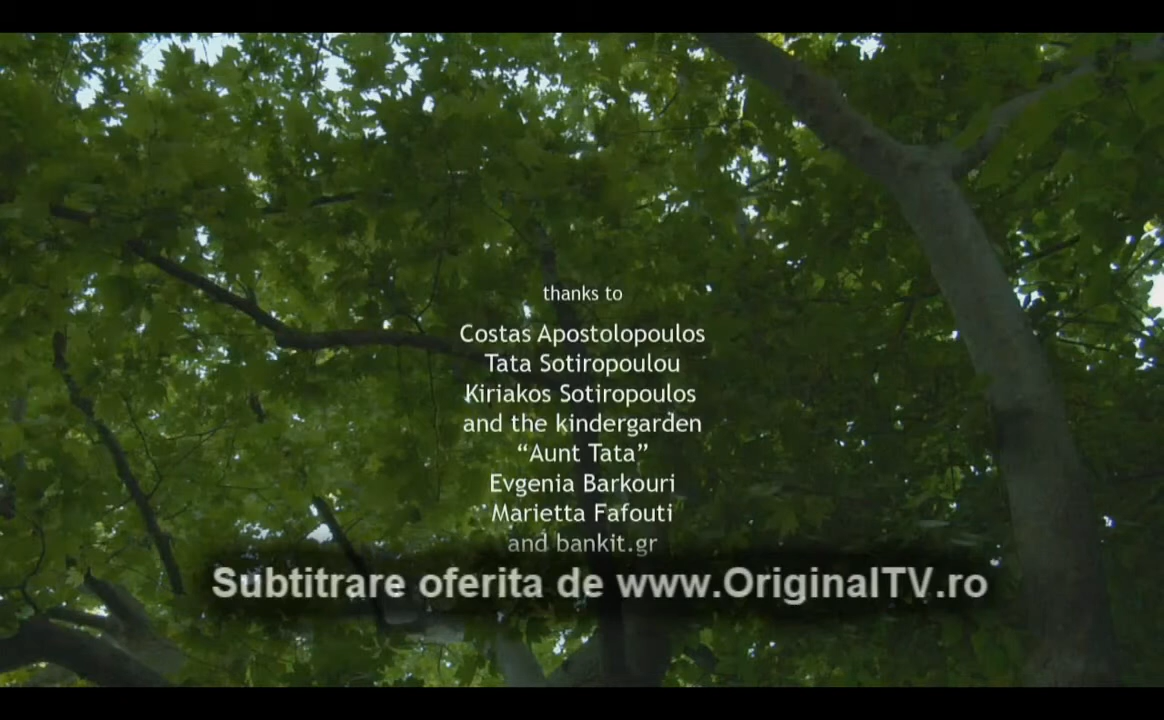 thanks to
Costas Apostolopoulos
Tata Sotiropoulou
Kiriakos Sotiropoulos
and the kindergarden
“Aunt Tata”
Evgenia Barkouri
Marietta Fafouti
and bankit.gr
Subtitrare oferita de www.OriginalTV.ro